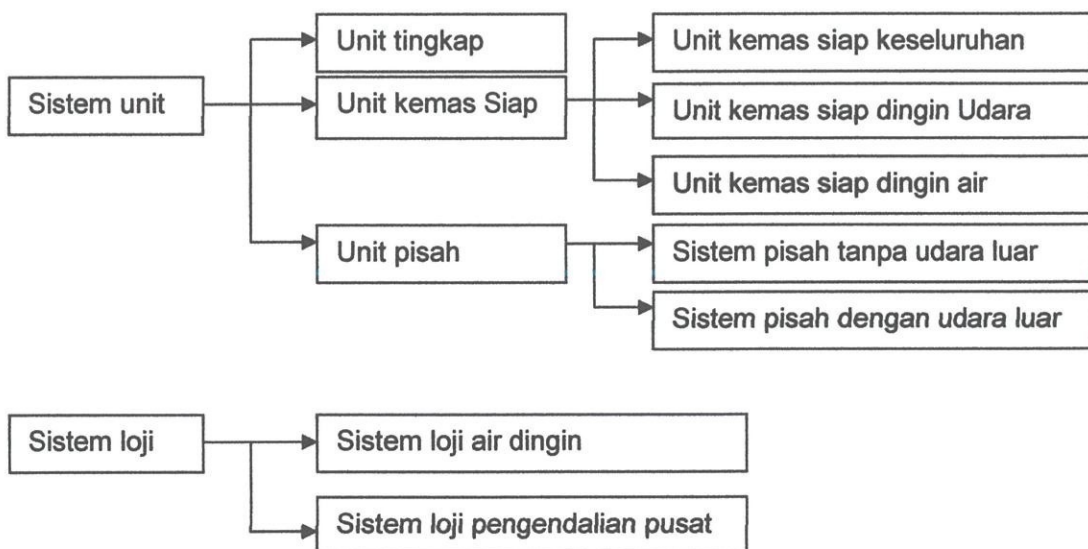 Unit tingkap
Unit kemas siap keseluruhan
Sistem unit
Unit kemas Siap
Unit kemas siap dingin Udara
Unit kemas siap dingin air
Unit pisah
Sistem pisah tanpa udara luar
Sistem pisah dengan udara luar
Sistem loji
Sistem loji air dingin
Sistem loji pengendalian pusat